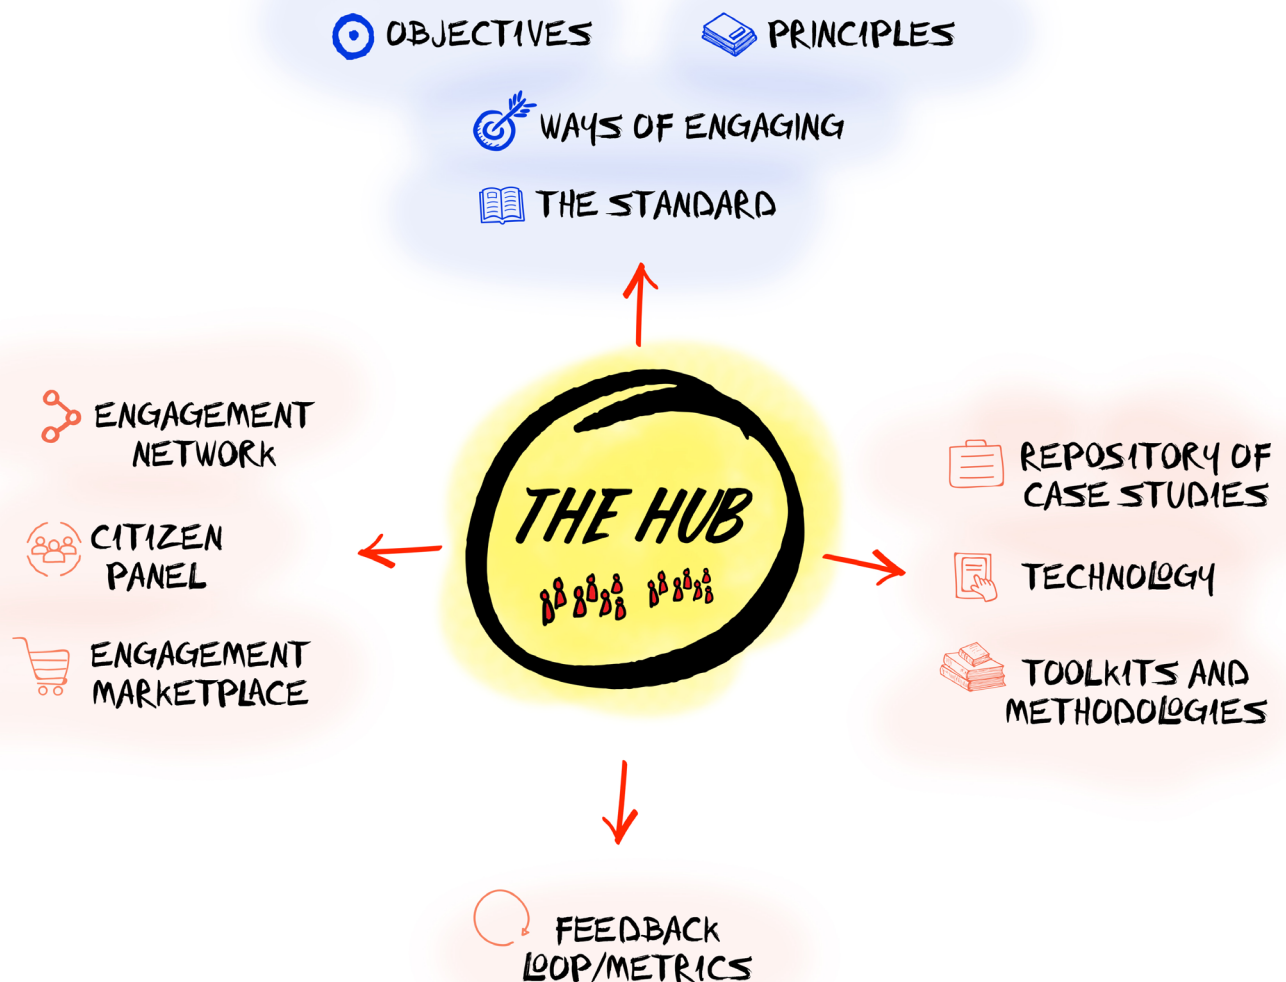 OBJECTIVES
PRINCIPLES
WAYS OF ENGAGING
THE STANDARD
ENGAGEMENT
NETWORK
CITIZEN
PANEL
ENGAGEMENT
MARKETPLACE
THE HUB
REPOSITORY OF
CASE STUDIES
TECHNOLOGY
TOOLKITS AND
METHODOLOGIES
FEEDBACK
LOOP/METRICS